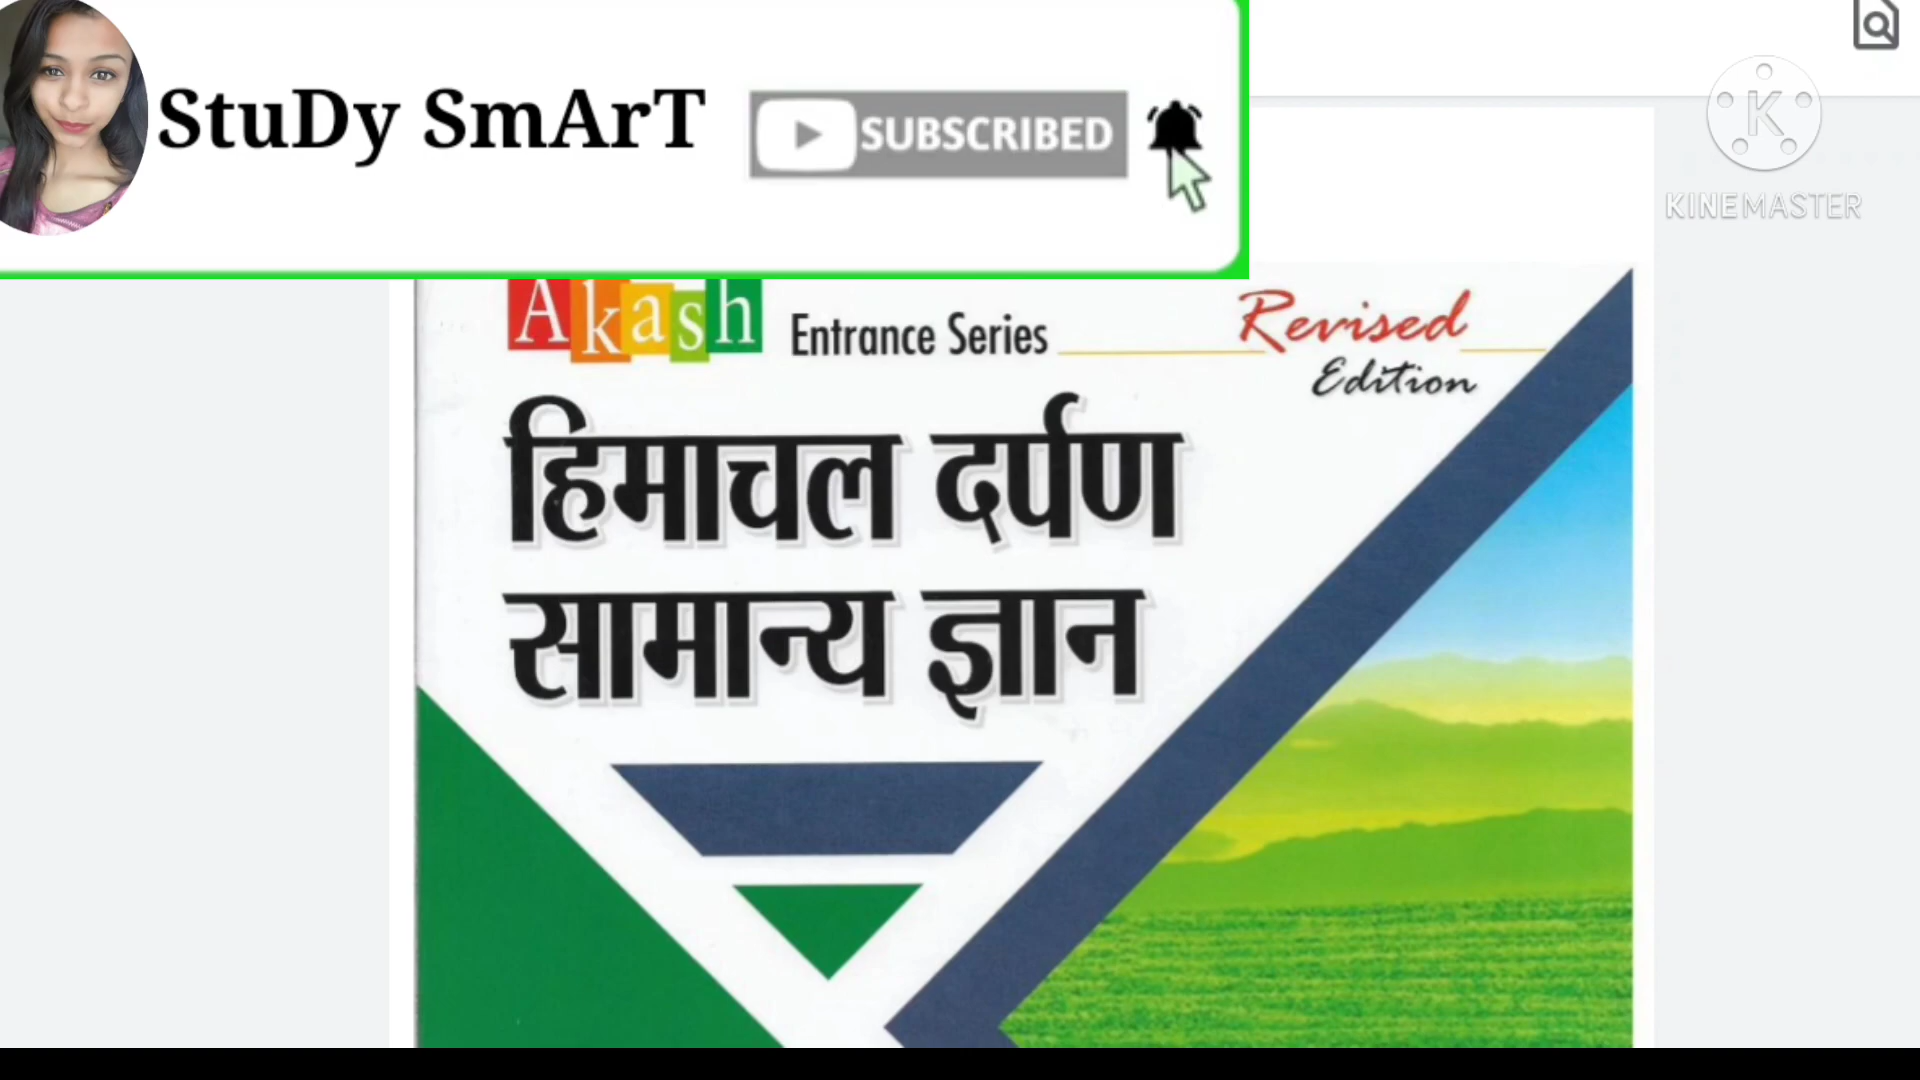 StuDy SmArT
SUBSCRIBED
K
KINEMASTER
Akash Entrance Series
Revised
Edition
हिमाचल दर्पण
सामान्य ज्ञान